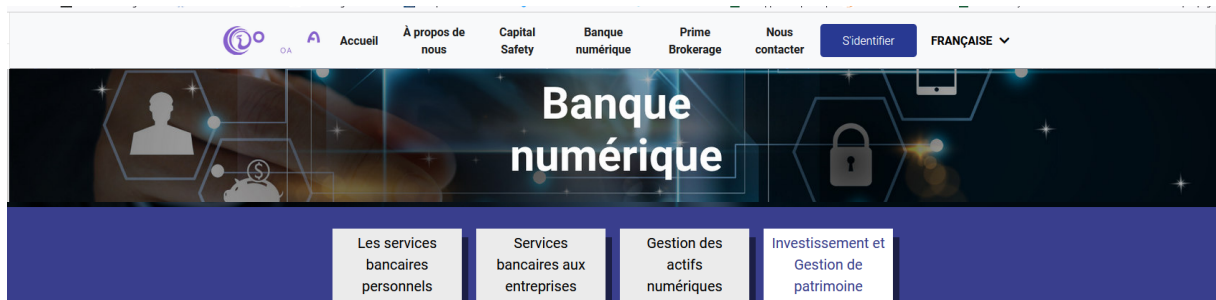 OA
Accueil
À propos de
nous
Capital
Safety
Banque
numérique
Prime
Brokerage
Nous
contacter
S'identifier
FRANÇAISE
Banque
numérique
Les services
bancaires
personnels
Services
bancaires aux
entreprises
Gestion des
actifs
numériques
Investissement et
Gestion de
patrimoine